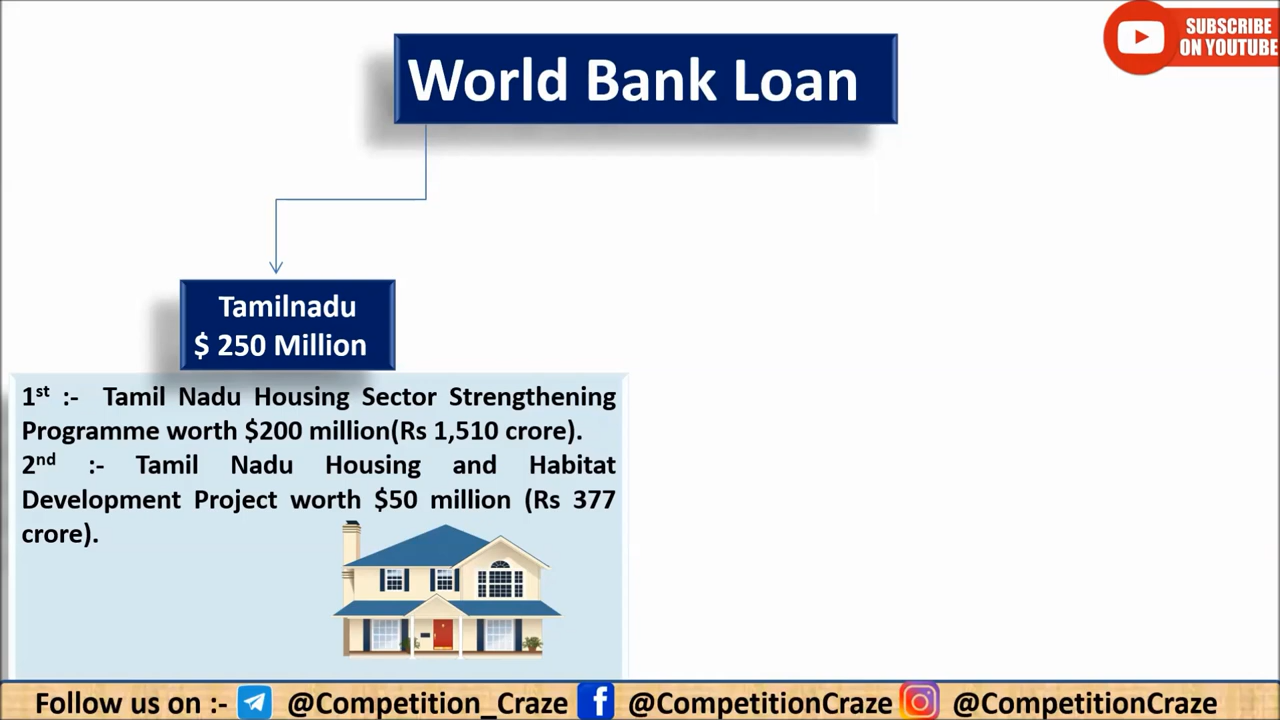 SUBSCRIBE
ON YOUTUBE
World Bank Loan
Tamilnadu
$ 250 Million
1st :- Tamil Nadu Housing Sector Strengthening
Programme worth $200 million(Rs 1,510 crore).
2nd :- Tamil Nadu Housing and Habitat
Development Project worth $50 million (Rs 377
crore).
Follow us on :- @Competition_Craze @CompetitionCraze @CompetitionCraze